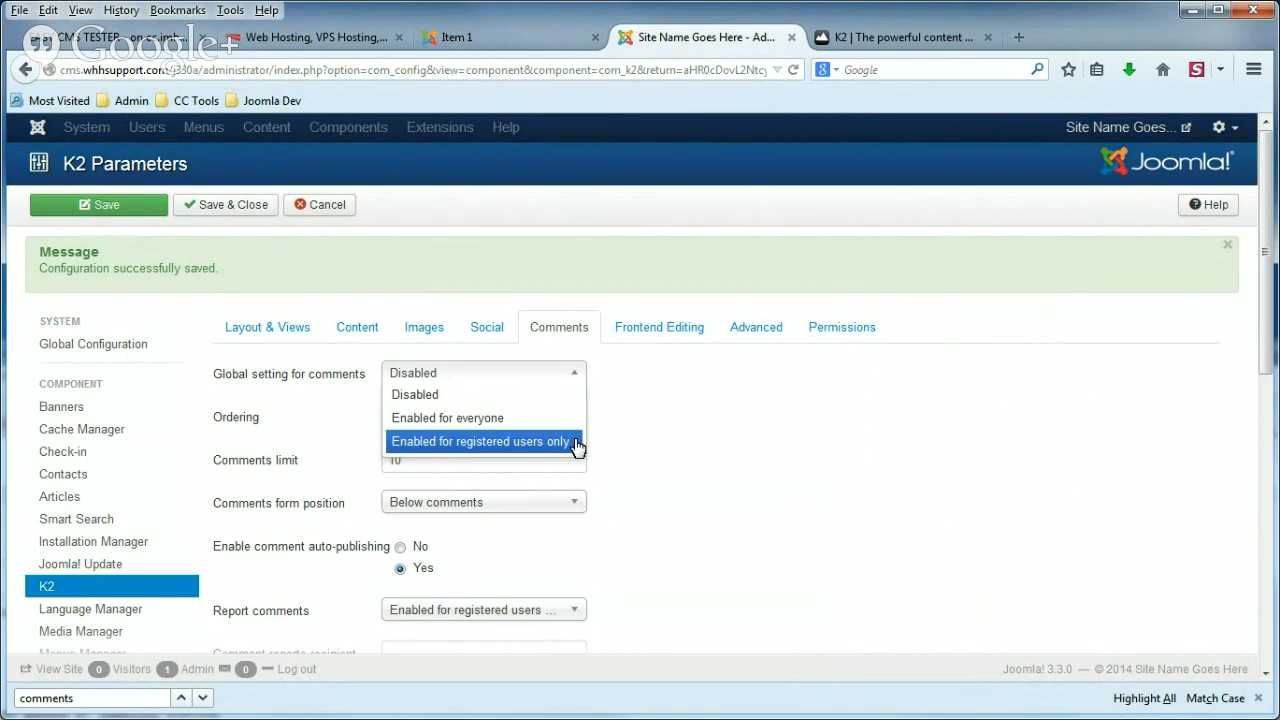 File Edit View History Bookmarks Tools Help
Google+
Web Hosting, VPS Hosting,...
Item 1
Site Name Goes Here - Ad...
K2 | The powerful content ...
Google
Most Visited Admin CC Tools Joomla Dev
System Users Menus Content Components Extensions Help
Site Name Goes...
K2 Parameters
Joomla!
Save
Save & Close
Cancel
Help
Message
Configuration successfully saved.
SYSTEM
Global Configuration
COMPONENT
Banners
Cache Manager
Check-in
Contacts
Articles
Smart Search
Installation Manager
Joomla! Update
K2
Language Manager
Media Manager
Layout & Views Content Images Social Comments Frontend Editing Advanced Permissions
Global setting for comments
Disabled
Disabled
Enabled for everyone
Enabled for registered users only
Ordering
Comments limit
10
Comments form position
Below comments
Enable comment auto-publishing
No
Yes
Report comments
Enabled for registered users ...
View Site 0 Visitors 1 Admin 0 Log out
Joomla! 3.3.0 — © 2014 Site Name Goes Here
comments
Highlight All Match Case